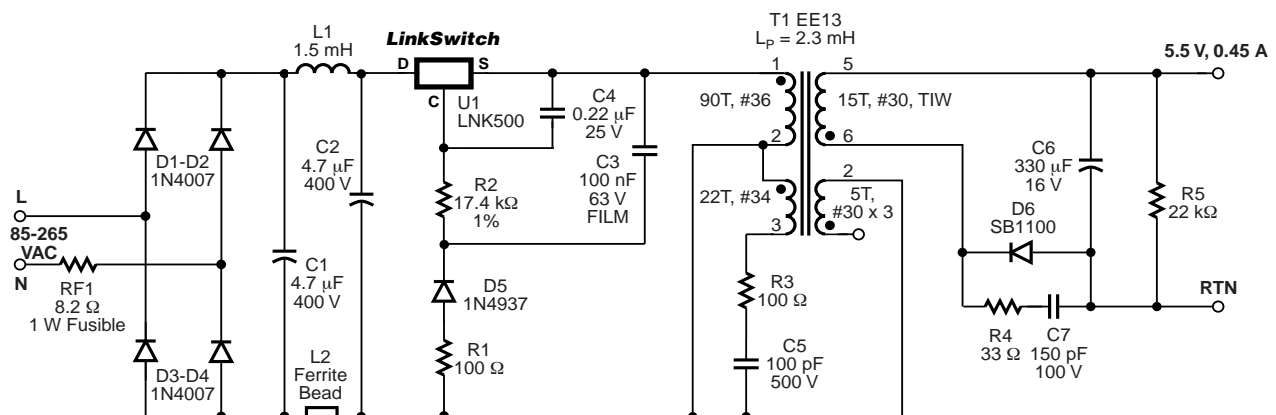 L1
1.5 mH
LinkSwitch
D
S
C
U1
LNK500
C4
0.22 µF
25 V
C3
100 nF
63 V
FILM
T1 EE13
LP = 2.3 mH
1
5
90T, #36
15T, #30, TIW
2
6
22T, #34
2
5T,
#30 x 3
3
5.5 V, 0.45 A
C6
330 µF
16 V
R5
22 kΩ
D6
SB1100
RTN
R4
33 Ω
C7
150 pF
100 V
R3
100 Ω
C5
100 pF
500 V
D1-D2
1N4007
C2
4.7 µF
400 V
R2
17.4 kΩ
1%
L
85-265
VAC
N
RF1
8.2 Ω
1 W Fusible
C1
4.7 µF
400 V
D5
1N4937
R1
100 Ω
D3-D4
1N4007
L2
Ferrite
Bead